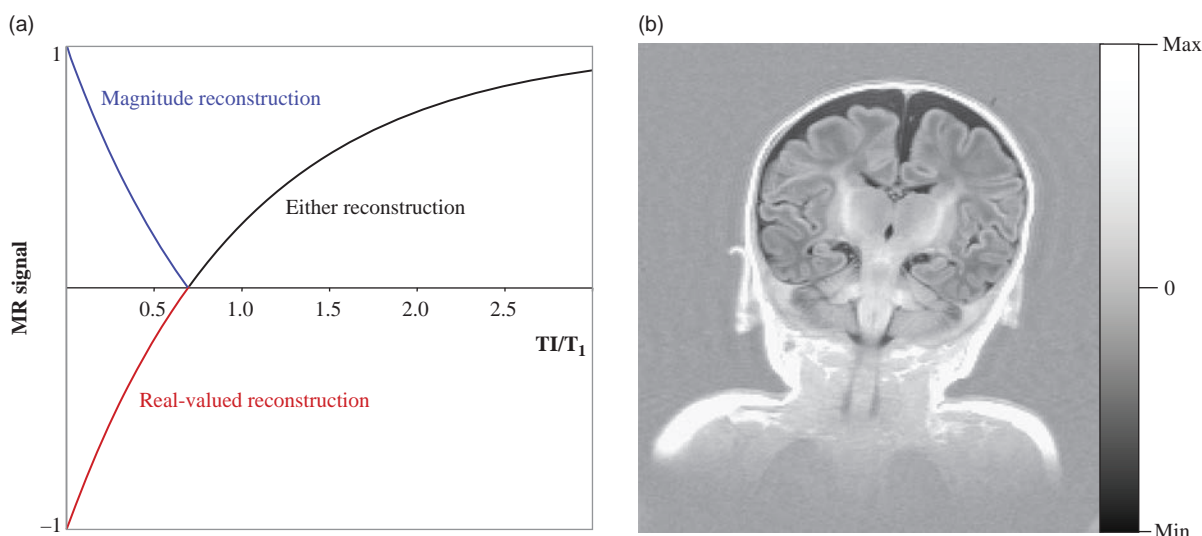 (a)
1
Magnitude reconstruction
Either reconstruction
MR signal
0.5 1.0 1.5 2.0 2.5
TI/T₁
Real-valued reconstruction
–1
(b)
Max
0
Min